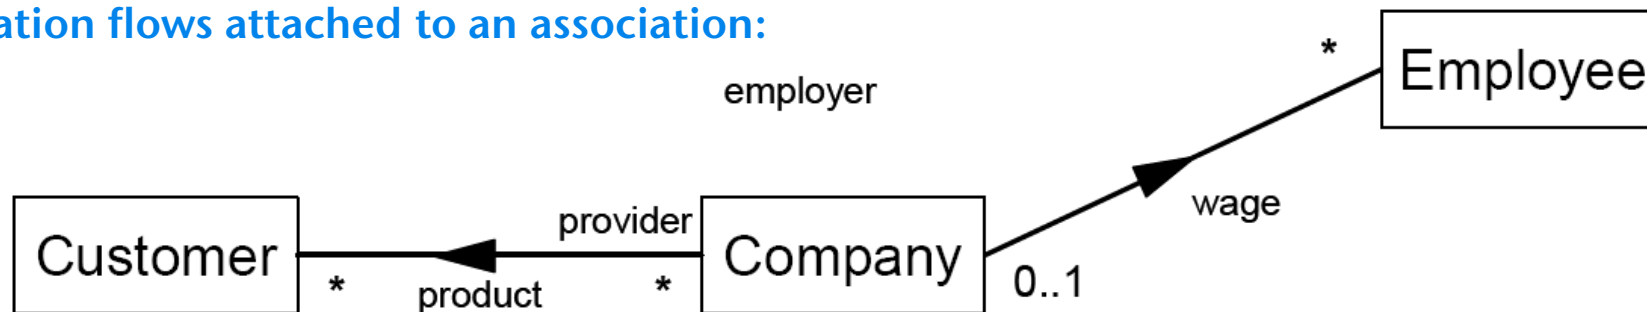 ation flows attached to an association:
*
Employee
employer
wage
provider
Customer
Company
*
product
*
0..1